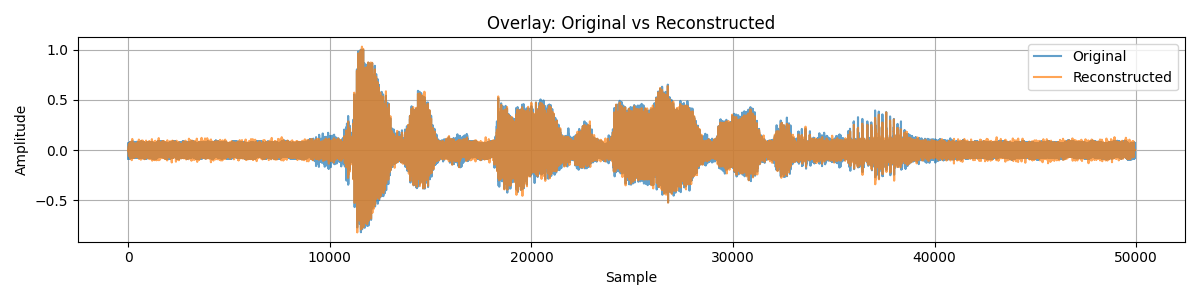 Overlay: Original vs Reconstructed
Original
Reconstructed
Amplitude
1.0
0.5
0.0
−0.5
0 10000 20000 30000 40000 50000
Sample